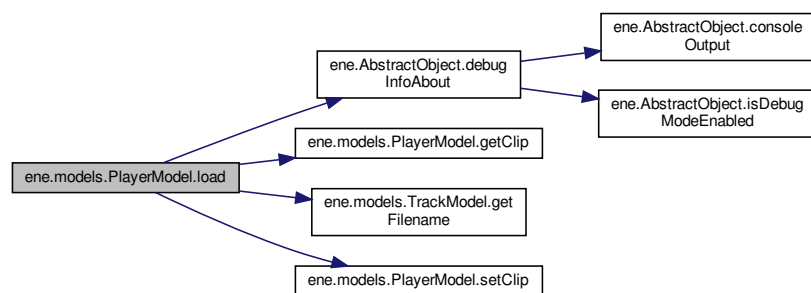 ene.models.PlayerModel.load
ene.AbstractObject.debug
InfoAbout
ene.AbstractObject.console
Output
ene.AbstractObject.isDebug
ModeEnabled
ene.models.PlayerModel.getClip
ene.models.TrackModel.get
Filename
ene.models.PlayerModel.setClip